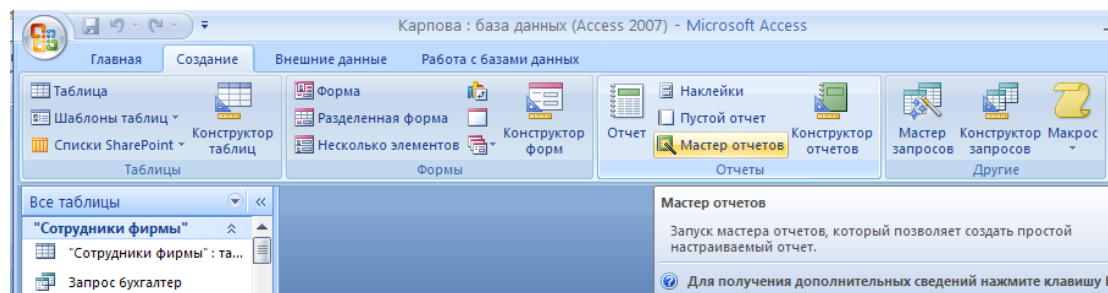 Карпова : база данных (Access 2007) - Microsoft Access
Главная Создание Внешние данные Работа с базами данных
Таблица
Шаблоны таблиц
Списки SharePoint
Конструктор таблиц
Таблицы
Форма
Разделенная форма
Несколько элементов
Конструктор форм
Формы
Отчет
Наклейки
Пустой отчет
Мастер отчетов
Конструктор отчетов
Отчеты
Мастер запросов
Конструктор запросов
Макрос
Другие
Все таблицы
"Сотрудники фирмы"
"Сотрудники фирмы" : та...
Запрос бухгалтер
Мастер отчетов
Запуск мастера отчетов, который позволяет создать простой
настраиваемый отчет.
Для получения дополнительных сведений нажмите клавишу